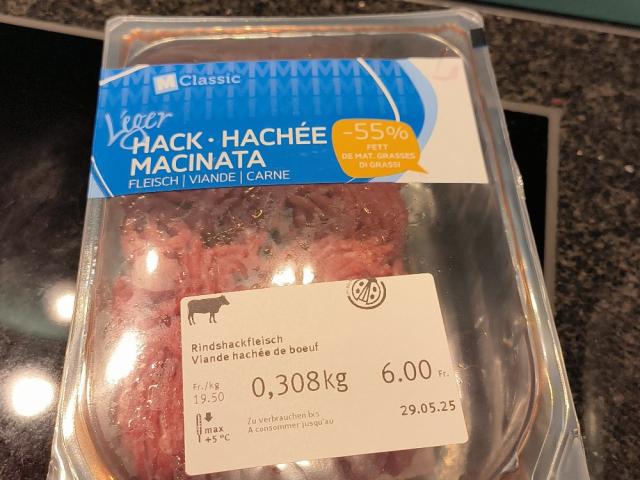 M Classic
Léger
HACK · HACHÉE
MACINATA
FLEISCH | VIANDE | CARNE
-55%
FETT
DE MAT. GRASSES
DI GRASSI
Rindshackfleisch
Viande hachée de boeuf
Fr./kg
19.50
0,308kg
6.00 Fr.
max
+5°C
Zu verbrauchen bis
A consommer jusqu'au
29.05.25